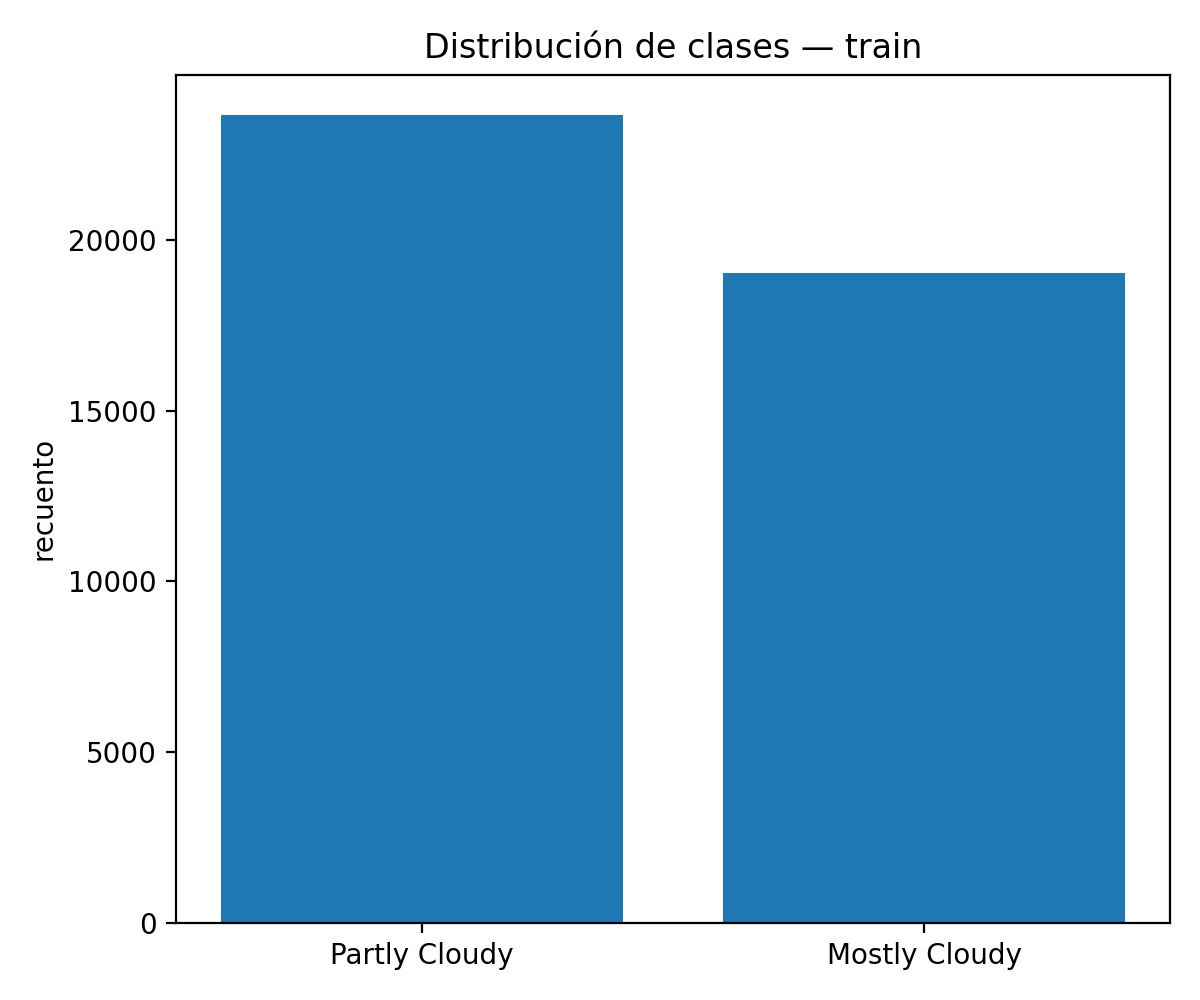 Distribución de clases — train
recuento
20000
15000
10000
5000
0
Partly Cloudy
Mostly Cloudy